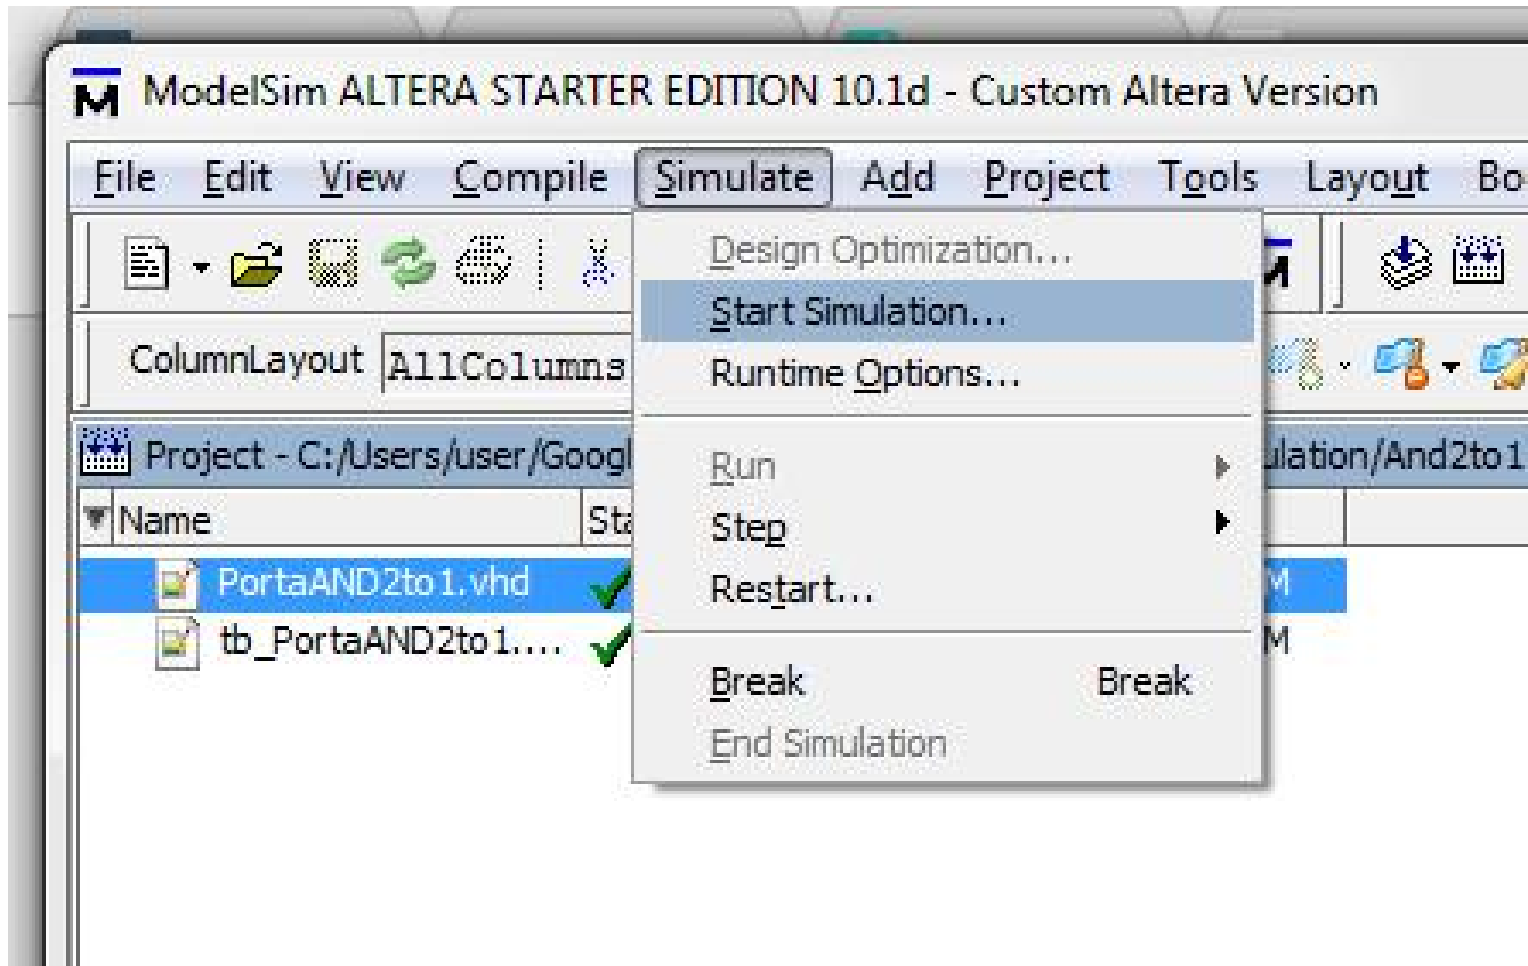 ModelSim ALTERA STARTER EDITION 10.1d - Custom Altera Version
File Edit View Compile Simulate Add Project Tools Layout Bo
Design Optimization...
Start Simulation...
ColumnLayout AllColumns
Runtime Options...
Project - C:/Users/user/Googl
ulation/And2to1
Run
Name Sta
Step
PortaAND2to1.vhd
M
Restart...
tb_PortaAND2to1....
M
Break Break
End Simulation